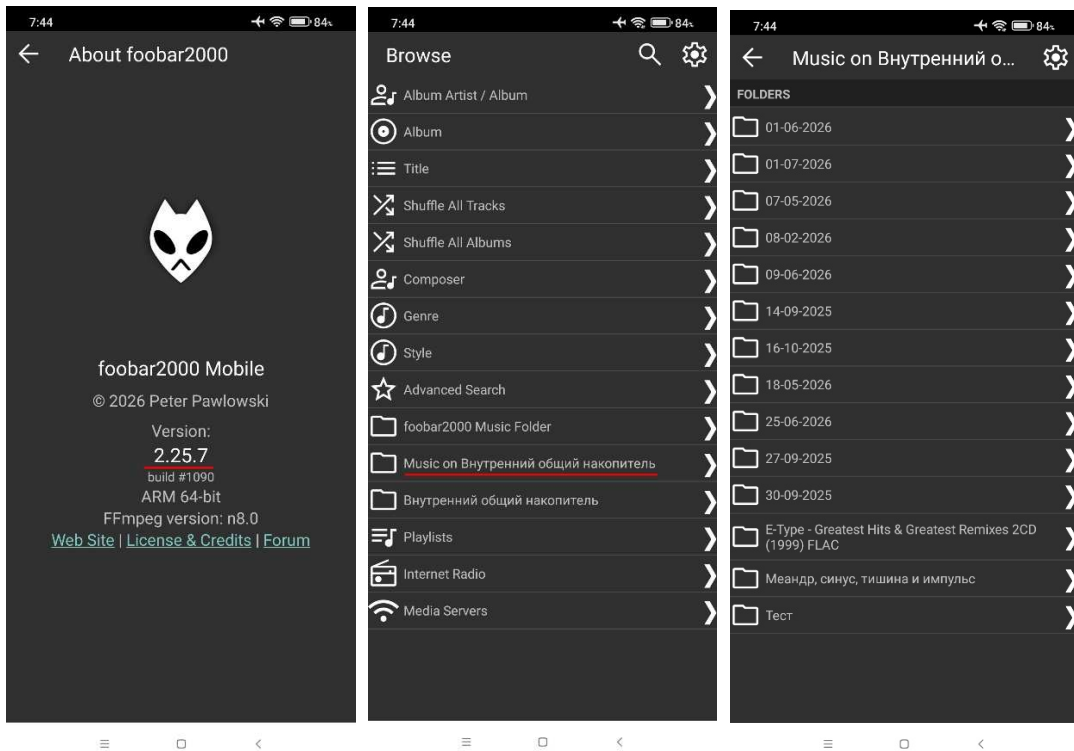 7:44
84%
About foobar2000
foobar2000 Mobile
© 2026 Peter Pawlowski
Version:
2.25.7
build #1090
ARM 64-bit
FFmpeg version: n8.0
Web Site | License & Credits | Forum
7:44
84%
Browse
Album Artist / Album
Album
Title
Shuffle All Tracks
Shuffle All Albums
Composer
Genre
Style
Advanced Search
foobar2000 Music Folder
Music on Внутренний общий накопитель
Внутренний общий накопитель
Playlists
Internet Radio
Media Servers
7:44
84%
Music on Внутренний о...
FOLDERS
01-06-2026
01-07-2026
07-05-2026
08-02-2026
09-06-2026
14-09-2025
16-10-2025
18-05-2026
25-06-2026
27-09-2025
30-09-2025
E-Type - Greatest Hits & Greatest Remixes 2CD
(1999) FLAC
Меандр, синус, тишина и импульс
Тест